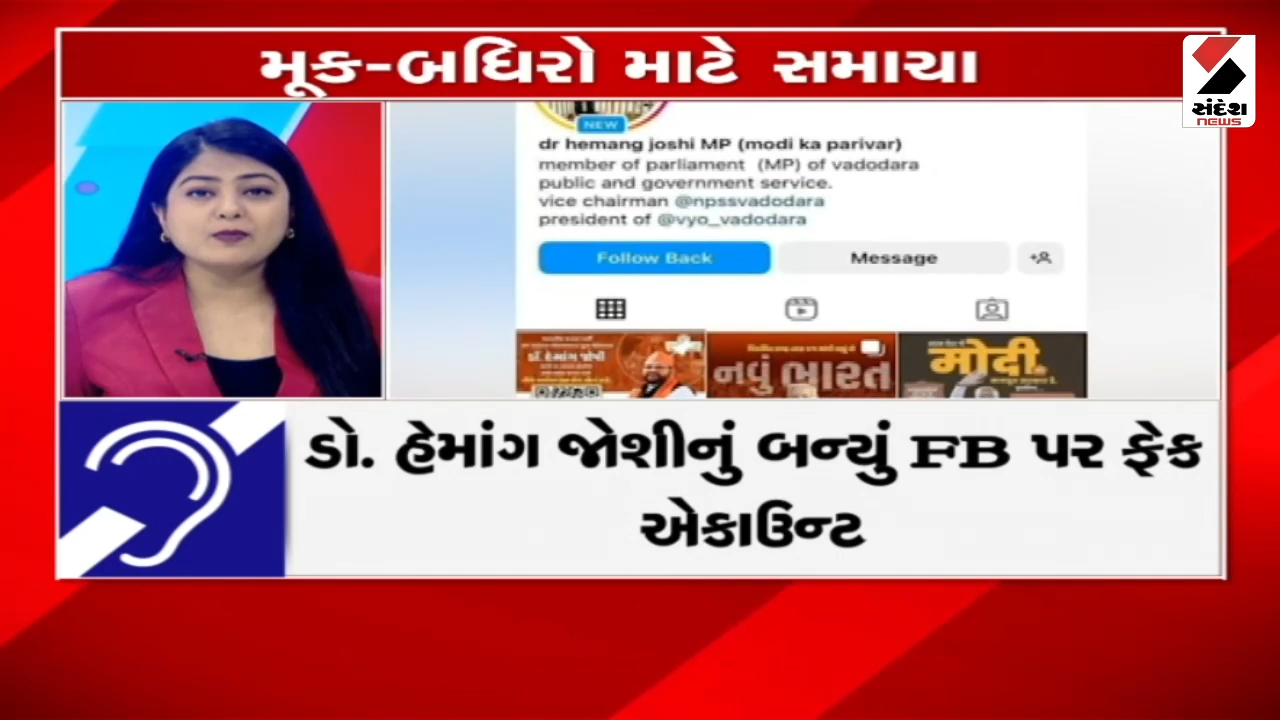 મૂક-બધિરો માટે સમાચા
સંદેશ
NEWS
NEW
dr hemang joshi MP (modi ka parivar)
member of parliament (MP) of vadodara
public and government service.
vice chairman @npssvadodara
president of @vyo_vadodara
Follow Back
Message
ડૉ. હેમાંગ જોષી
નવું ભારત
મોદી
ડો. હેમાંગ જોશીનું બન્યું FB પર ફેક
એકાઉન્ટ